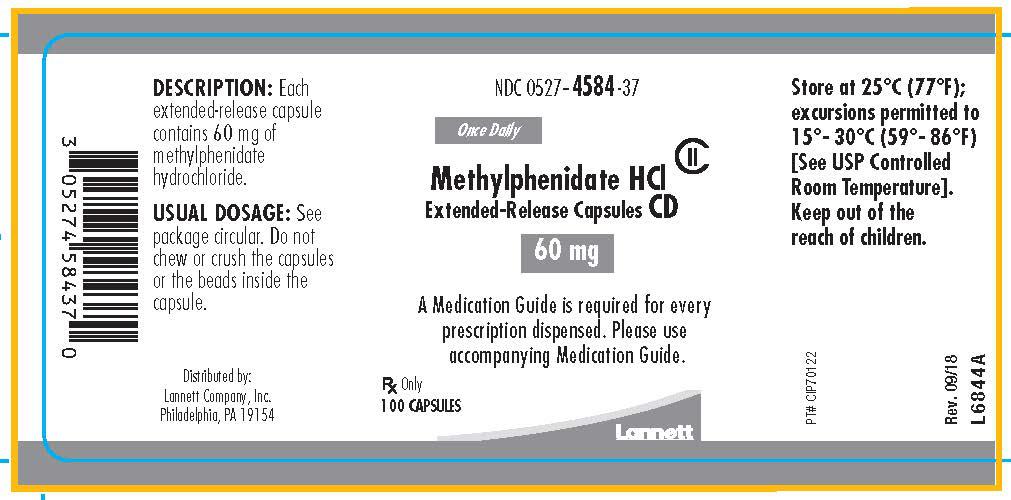 3 05274 58437 0
DESCRIPTION: Each
extended-release capsule
contains 60 mg of
methylphenidate
hydrochloride.
USUAL DOSAGE: See
package circular. Do not
chew or crush the capsules
or the beads inside the
capsule.
Distributed by:
Lannett Company, Inc.
Philadelphia, PA 19154
NDC 0527-4584-37
Once Daily
Methylphenidate HCl CII
Extended-Release Capsules CD
60 mg
A Medication Guide is required for every
prescription dispensed. Please use
accompanying Medication Guide.
℞ Only
100 CAPSULES
Lannett
Store at 25°C (77°F);
excursions permitted to
15°- 30°C (59°- 86°F)
[See USP Controlled
Room Temperature].
Keep out of the
reach of children.
PT# CIP70122
Rev. 09/18
L6844A